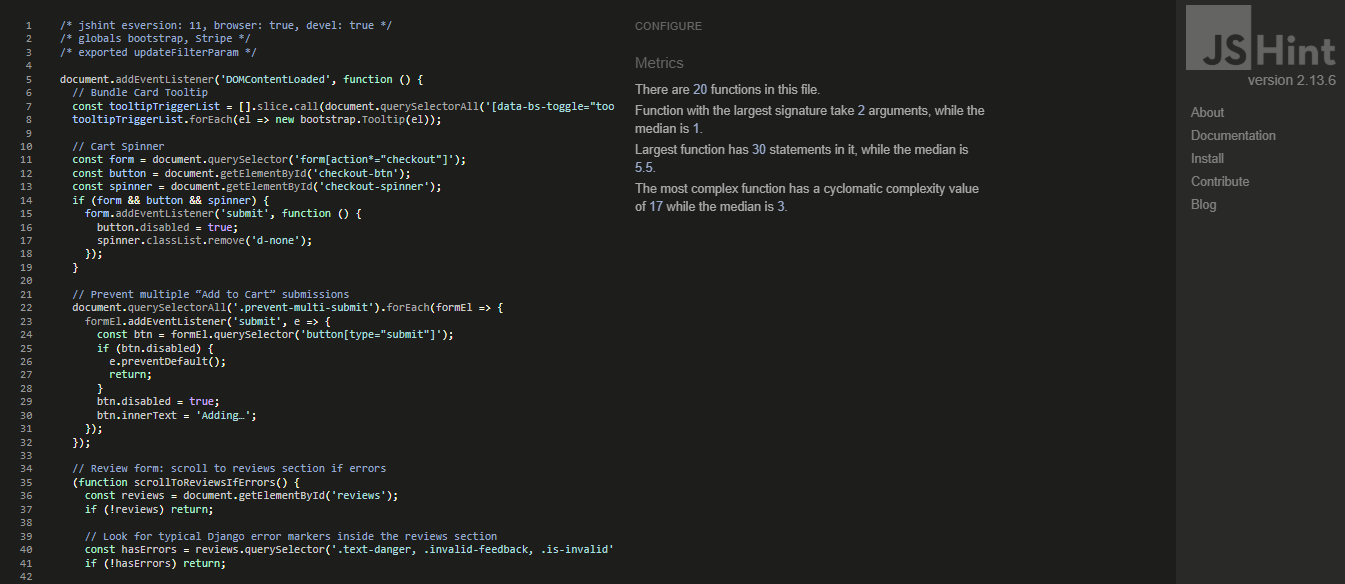 1 /* jshint esversion: 11, browser: true, devel: true */
2 /* globals bootstrap, Stripe */
3 /* exported updateFilterParam */
4
5 document.addEventListener('DOMContentLoaded', function () {
6 // Bundle Card Tooltip
7 const tooltipTriggerList = [].slice.call(document.querySelectorAll('[data-bs-toggle="too
8 tooltipTriggerList.forEach(el => new bootstrap.Tooltip(el));
9
10 // Cart Spinner
11 const form = document.querySelector('form[action*="checkout"]');
12 const button = document.getElementById('checkout-btn');
13 const spinner = document.getElementById('checkout-spinner');
14 if (form && button && spinner) {
15 form.addEventListener('submit', function () {
16 button.disabled = true;
17 spinner.classList.remove('d-none');
18 });
19 }
20
21 // Prevent multiple “Add to Cart” submissions
22 document.querySelectorAll('.prevent-multi-submit').forEach(formEl => {
23 formEl.addEventListener('submit', e => {
24 const btn = formEl.querySelector('button[type="submit"]');
25 if (btn.disabled) {
26 e.preventDefault();
27 return;
28 }
29 btn.disabled = true;
30 btn.innerText = 'Adding…';
31 });
32 });
33
34 // Review form: scroll to reviews section if errors
35 (function scrollToReviewsIfErrors() {
36 const reviews = document.getElementById('reviews');
37 if (!reviews) return;
38
39 // Look for typical Django error markers inside the reviews section
40 const hasErrors = reviews.querySelector('.text-danger, .invalid-feedback, .is-invalid'
41 if (!hasErrors) return;
42
CONFIGURE
Metrics
There are 20 functions in this file.
Function with the largest signature take 2 arguments, while the
median is 1.
Largest function has 30 statements in it, while the median is
5.5.
The most complex function has a cyclomatic complexity value
of 17 while the median is 3.
JSHint
version 2.13.6
About
Documentation
Install
Contribute
Blog